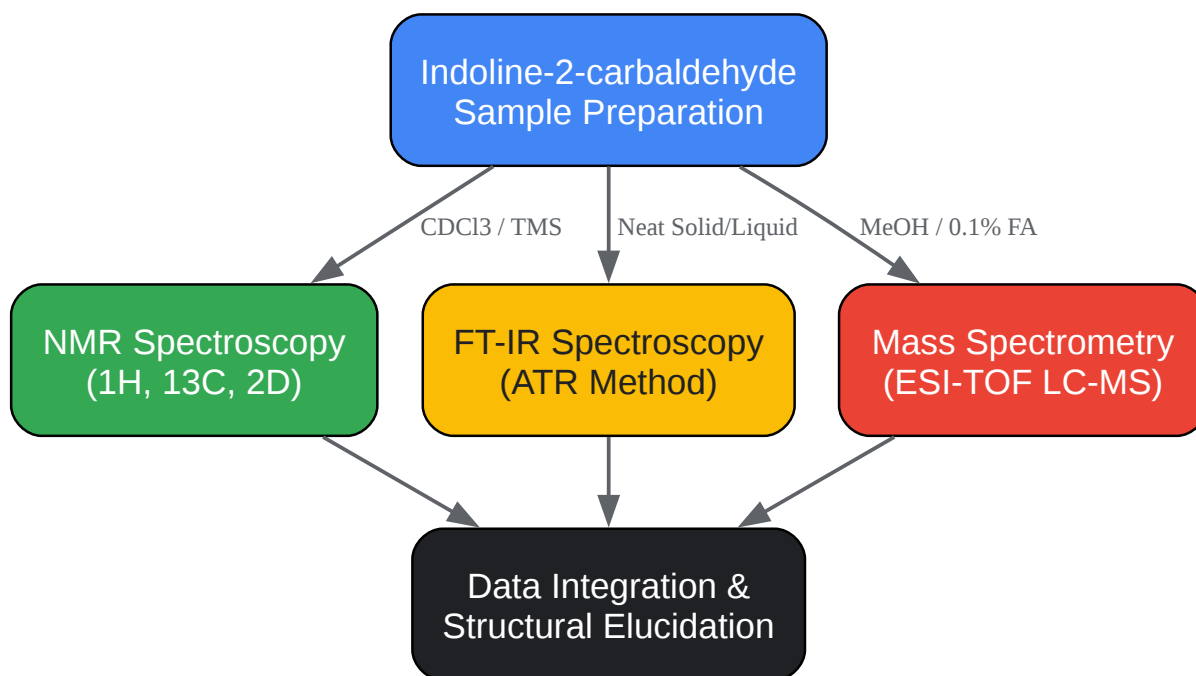 Indoline-2-carbaldehyde
Sample Preparation
CDCl3 / TMS
Neat Solid/Liquid
MeOH / 0.1% FA
NMR Spectroscopy
(1H, 13C, 2D)
FT-IR Spectroscopy
(ATR Method)
Mass Spectrometry
(ESI-TOF LC-MS)
Data Integration &
Structural Elucidation